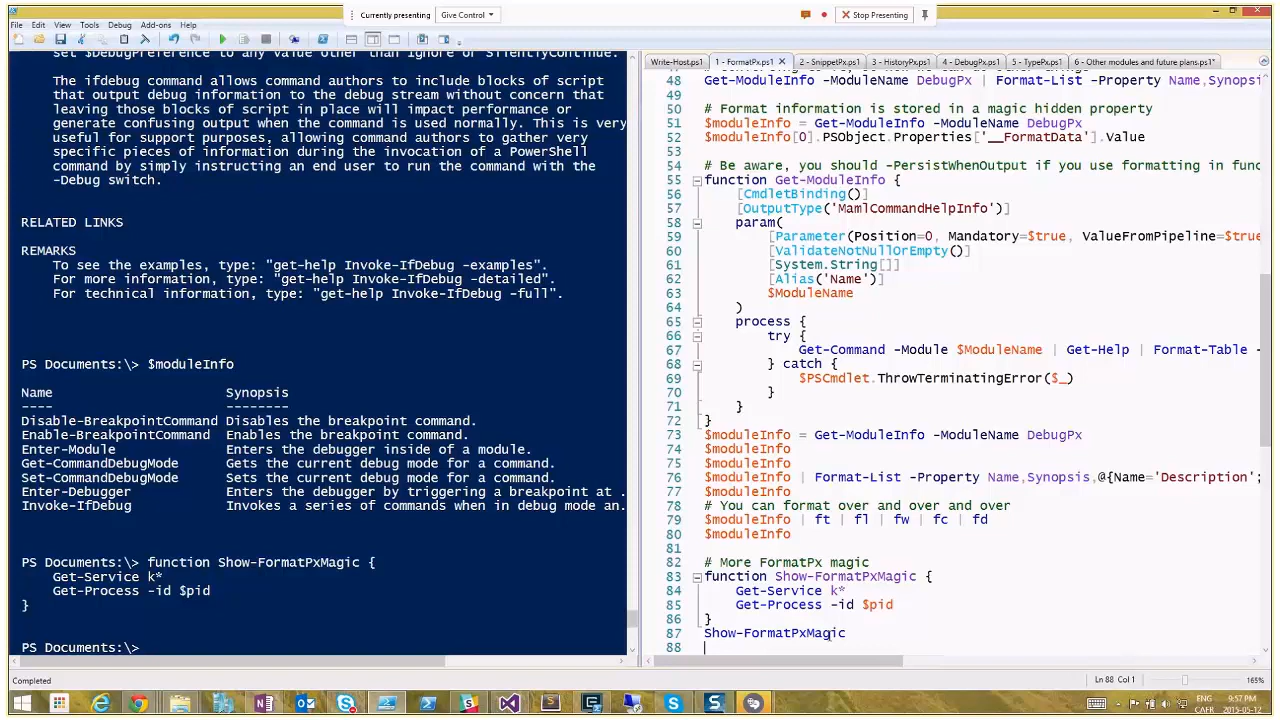 Currently presenting
Give Control
Stop Presenting
File Edit View Tools Debug Add-ons Help
set $DebugPreference to any value other than Ignore or SilentlyContinue.
The ifdebug command allows command authors to include blocks of script
that output debug information to the debug stream without concern that
leaving those blocks of script in place will impact performance or
generate confusing output when the command is used normally. This is very
useful for support purposes, allowing command authors to gather very
specific pieces of information during the invocation of a PowerShell
command by simply instructing an end user to run the command with the
-Debug switch.
RELATED LINKS
REMARKS
To see the examples, type: "get-help Invoke-IfDebug -examples".
For more information, type: "get-help Invoke-IfDebug -detailed".
For technical information, type: "get-help Invoke-IfDebug -full".
PS Documents:\> $moduleInfo
Name Synopsis
---- --------
Disable-BreakpointCommand Disables the breakpoint command.
Enable-BreakpointCommand Enables the breakpoint command.
Enter-Module Enters the debugger inside of a module.
Get-CommandDebugMode Gets the current debug mode for a command.
Set-CommandDebugMode Sets the current debug mode for a command.
Enter-Debugger Enters the debugger by triggering a breakpoint at .
Invoke-IfDebug Invokes a series of commands when in debug mode an.
PS Documents:\> function Show-FormatPxMagic {
Get-Service k*
Get-Process -id $pid
}
PS Documents:\>
Write-Host.ps1 1 - FormatPx.ps1 2 - SnippetPx.ps1 3 - HistoryPx.ps1 4 - DebugPx.ps1 5 - TypePx.ps1 6 - Other modules and future plans.ps1*
48 Get-ModuleInfo -ModuleName DebugPx | Format-List -Property Name,Synopsi
49
50 # Format information is stored in a magic hidden property
51 $moduleInfo = Get-ModuleInfo -ModuleName DebugPx
52 $moduleInfo[0].PSObject.Properties['__FormatData'].Value
53
54 # Be aware, you should -PersistWhenOutput if you use formatting in func
55 function Get-ModuleInfo {
56 [CmdletBinding()]
57 [OutputType('MamlCommandHelpInfo')]
58 param(
59 [Parameter(Position=0, Mandatory=$true, ValueFromPipeline=$true
60 [ValidateNotNullOrEmpty()]
61 [System.String[]]
62 [Alias('Name')]
63 $ModuleName
64 )
65 process {
66 try {
67 Get-Command -Module $ModuleName | Get-Help | Format-Table -
68 } catch {
69 $PSCmdlet.ThrowTerminatingError($_)
70 }
71 }
72 }
73 $moduleInfo = Get-ModuleInfo -ModuleName DebugPx
74 $moduleInfo
75 $moduleInfo
76 $moduleInfo | Format-List -Property Name,Synopsis,@{Name='Description';
77 $moduleInfo
78 # You can format over and over and over
79 $moduleInfo | ft | fl | fw | fc | fd
80 $moduleInfo
81
82 # More FormatPx magic
83 function Show-FormatPxMagic {
84 Get-Service k*
85 Get-Process -id $pid
86 }
87 Show-FormatPxMagic
88
Completed
Ln 88 Col 1
165%
ENG
CAFR
9:57 PM
2015-05-12